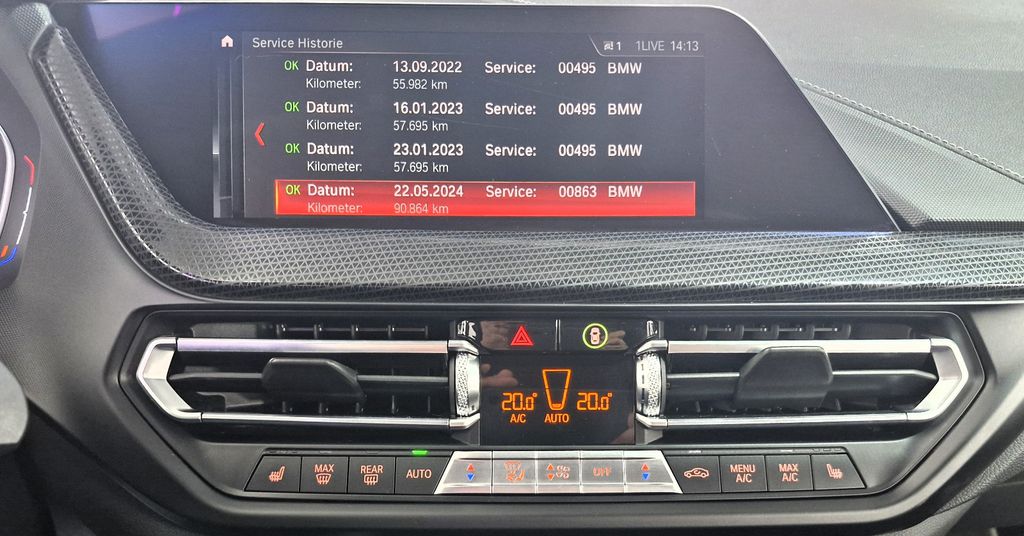 Service Historie 1 1LIVE 14:13
OK Datum: 13.09.2022 Service: 00495 BMW
Kilometer: 55.982 km
OK Datum: 16.01.2023 Service: 00495 BMW
Kilometer: 57.695 km
OK Datum: 23.01.2023 Service: 00495 BMW
Kilometer: 57.695 km
OK Datum: 22.05.2024 Service: 00863 BMW
Kilometer: 90.864 km
20.0° 20.0°
A/C AUTO
MAX REAR AUTO OFF MENU A/C MAX A/C